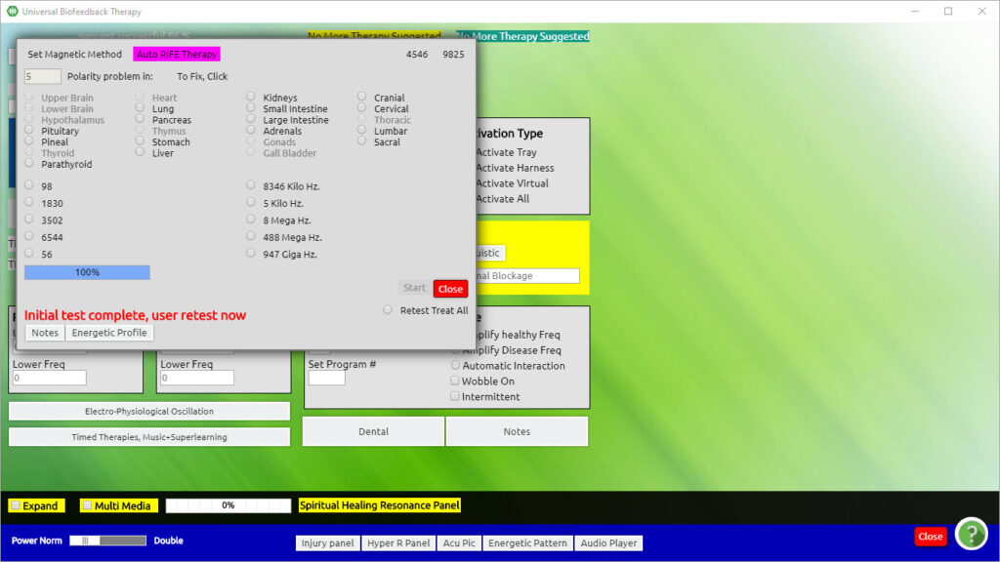 Universal Biofeedback Therapy
percent successful 86 %
No More Therapy Suggested
No More Therapy Suggested
Set Magnetic Method
Auto RIFE Therapy
4546
9825
5
Polarity problem in:
To Fix, Click
Upper Brain
Lower Brain
Hypothalamus
Pituitary
Pineal
Thyroid
Parathyroid
Heart
Lung
Pancreas
Thymus
Stomach
Liver
Kidneys
Small Intestine
Large Intestine
Adrenals
Gonads
Gall Bladder
Cranial
Cervical
Thoracic
Lumbar
Sacral
98
1830
3502
6544
56
8346 Kilo Hz.
5 Kilo Hz.
8 Mega Hz.
488 Mega Hz.
947 Giga Hz.
100%
Start
Close
Initial test complete, user retest now
Retest Treat All
Notes
Energetic Profile
ivation Type
Activate Tray
Activate Harness
Activate Virtual
Activate All
uistic
nal Blockage
e
plify healthy Freq
Amplify Disease Freq
Automatic Interaction
Wobble On
Intermittent
Lower Freq
0
Lower Freq
0
Set Program #
Electro-Physiological Oscillation
Timed Therapies, Music+Superlearning
Dental
Notes
Expand
Multi Media
0%
Spiritual Healing Resonance Panel
Power Norm
Double
Injury panel
Hyper R Panel
Acu Pic
Energetic Pattern
Audio Player
Close
?